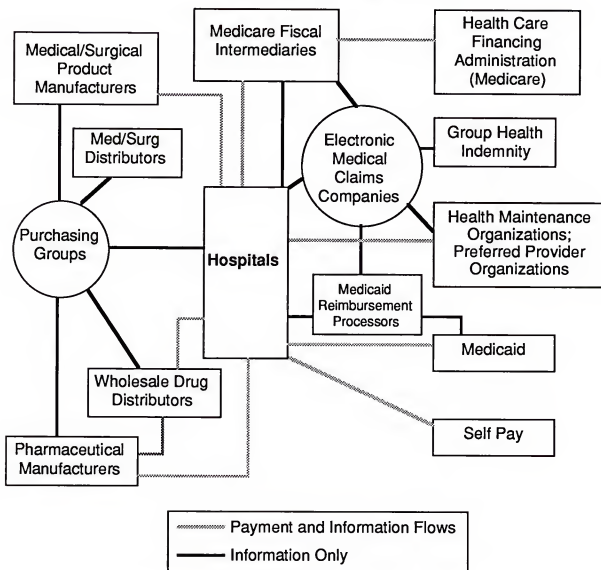 Medical/Surgical
Product
Manufacturers
Medicare Fiscal
Intermediaries
Health Care
Financing
Administration
(Medicare)
Med/Surg
Distributors
Electronic
Medical
Claims
Companies
Group Health
Indemnity
Purchasing
Groups
Hospitals
Health Maintenance
Organizations;
Preferred Provider
Organizations
Medicaid
Reimbursement
Processors
Medicaid
Wholesale Drug
Distributors
Self Pay
Pharmaceutical
Manufacturers
Payment and Information Flows
Information Only